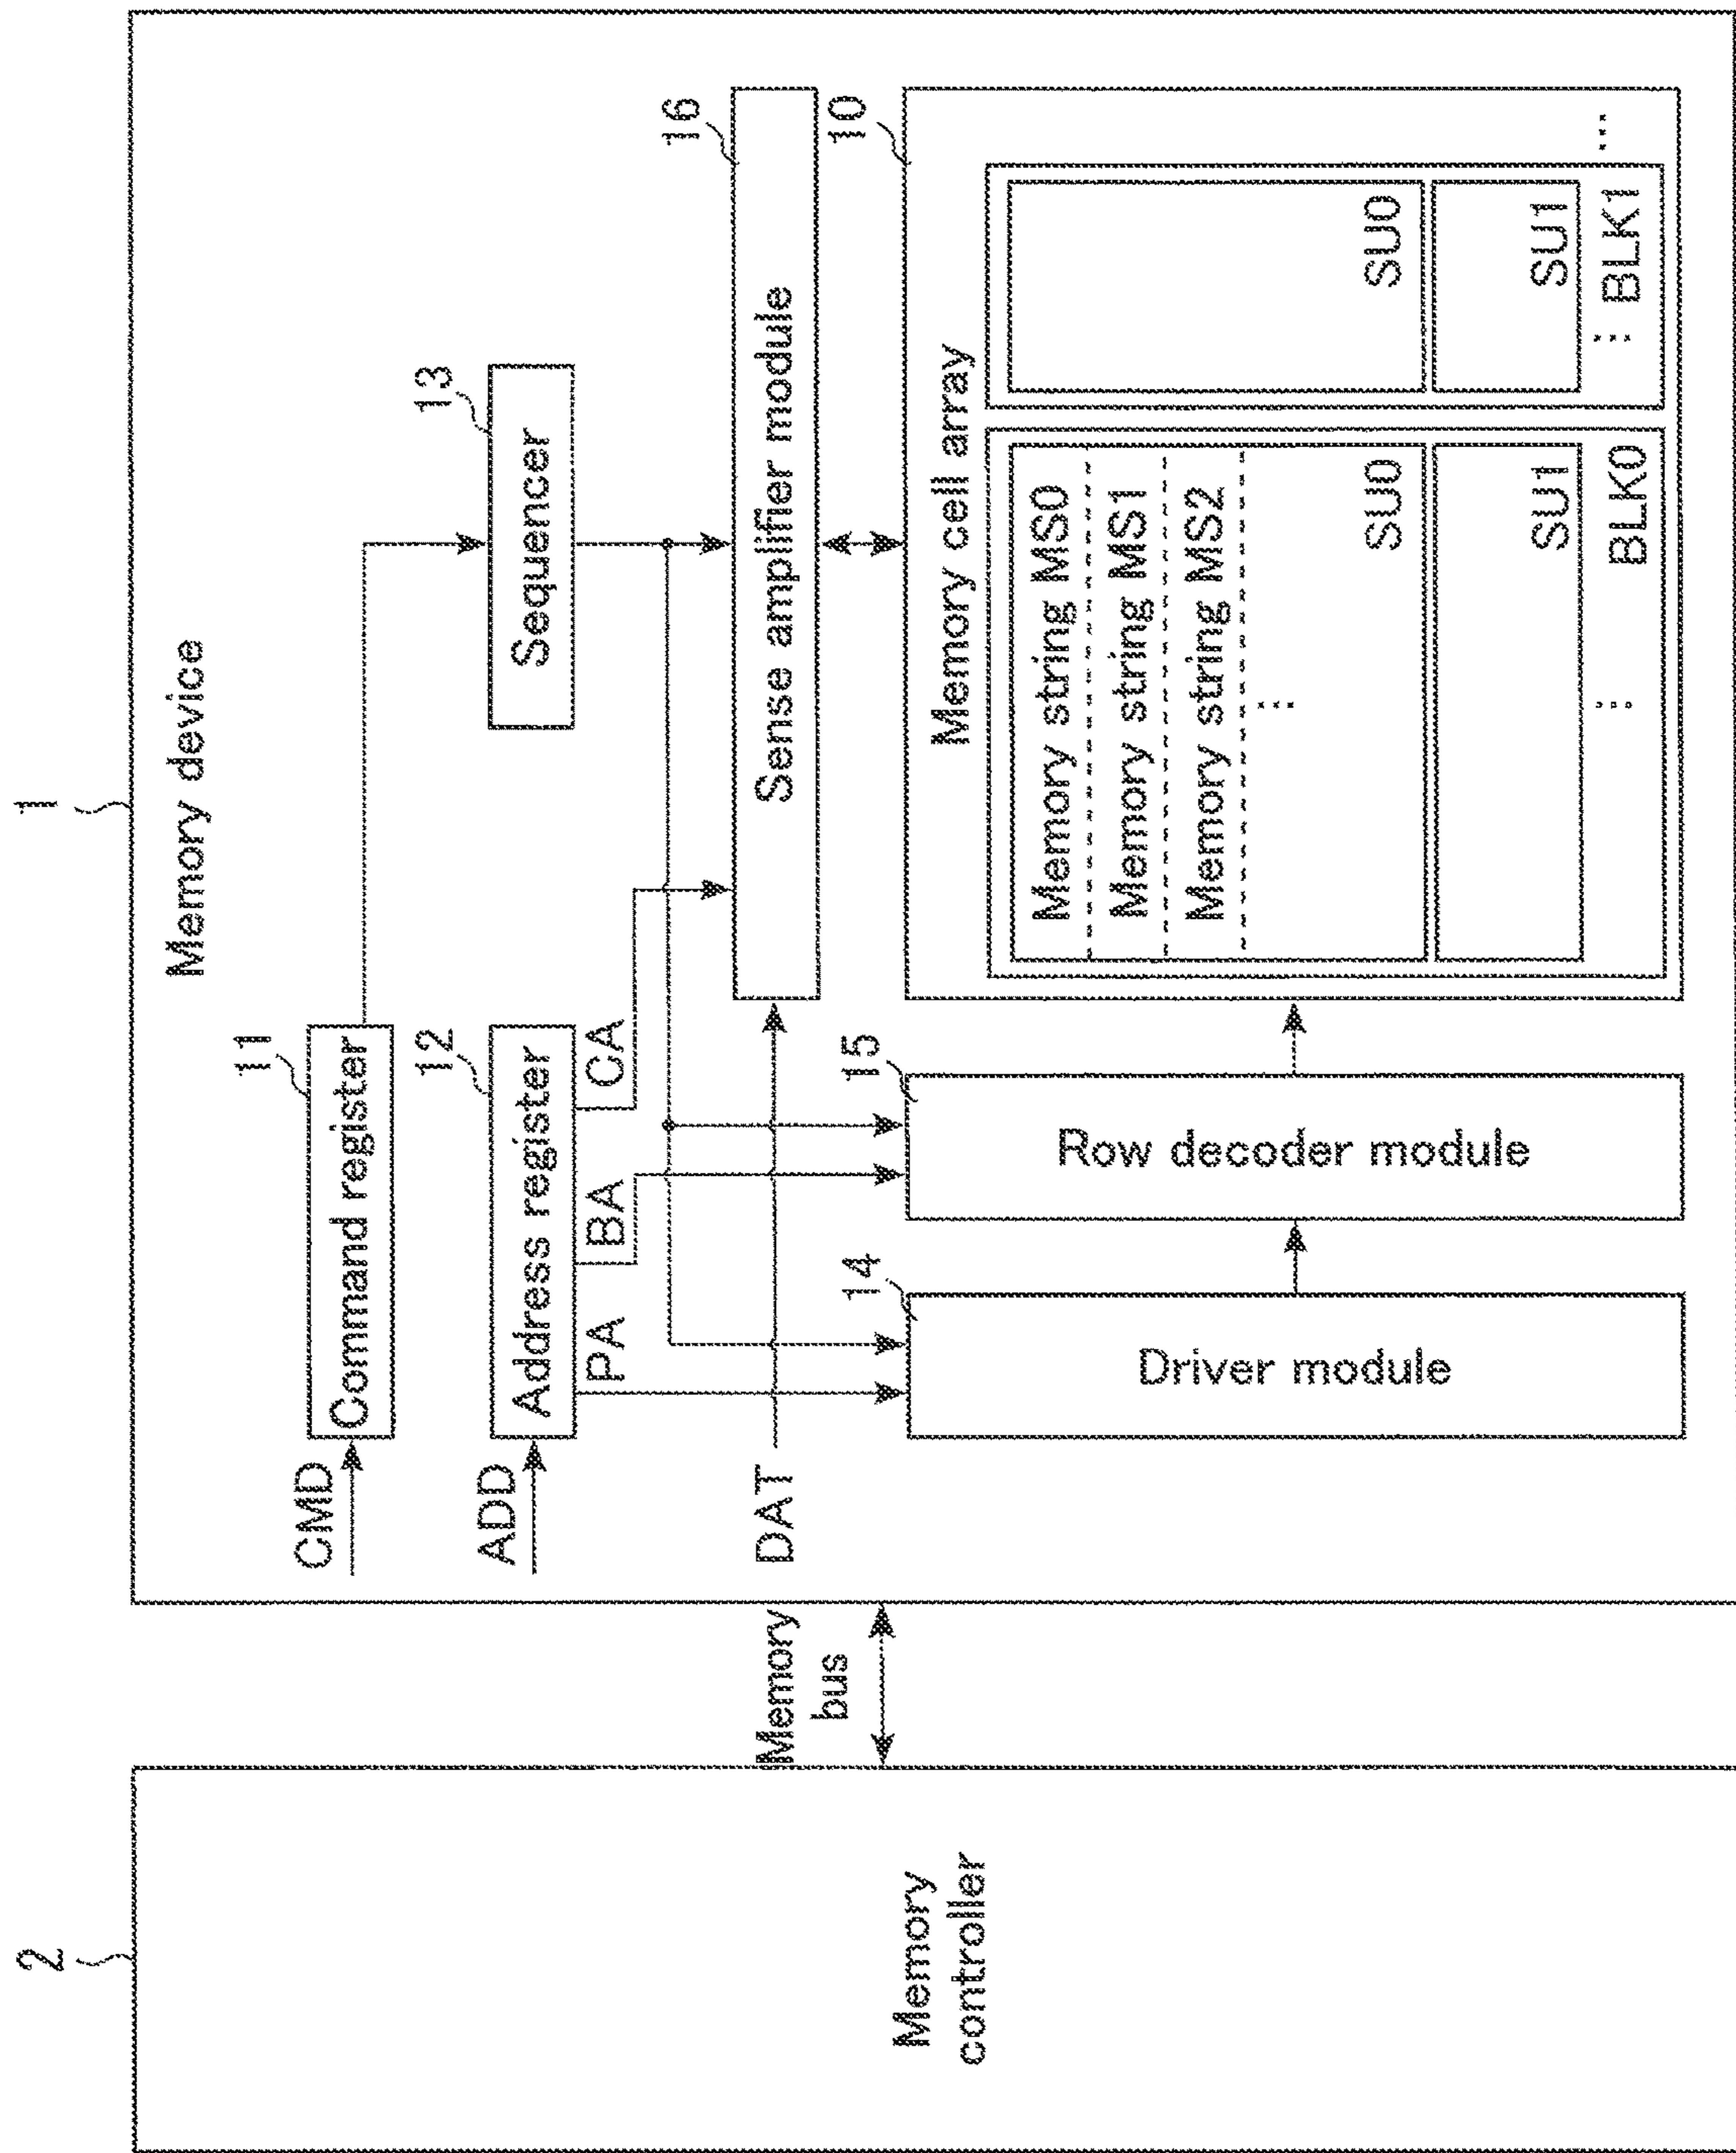 2
Memory
controller
Memory
bus
1
Memory device
CMD
11
Command register
13
Sequencer
ADD
12
Address register
PA
BA
CA
DAT
16
Sense amplifier module
14
Driver module
15
Row decoder module
10
Memory cell array
Memory string MS0
Memory string MS1
Memory string MS2
⋮
SU0
SU1
⋮
BLK0
SU0
SU1
⋮
BLK1
...